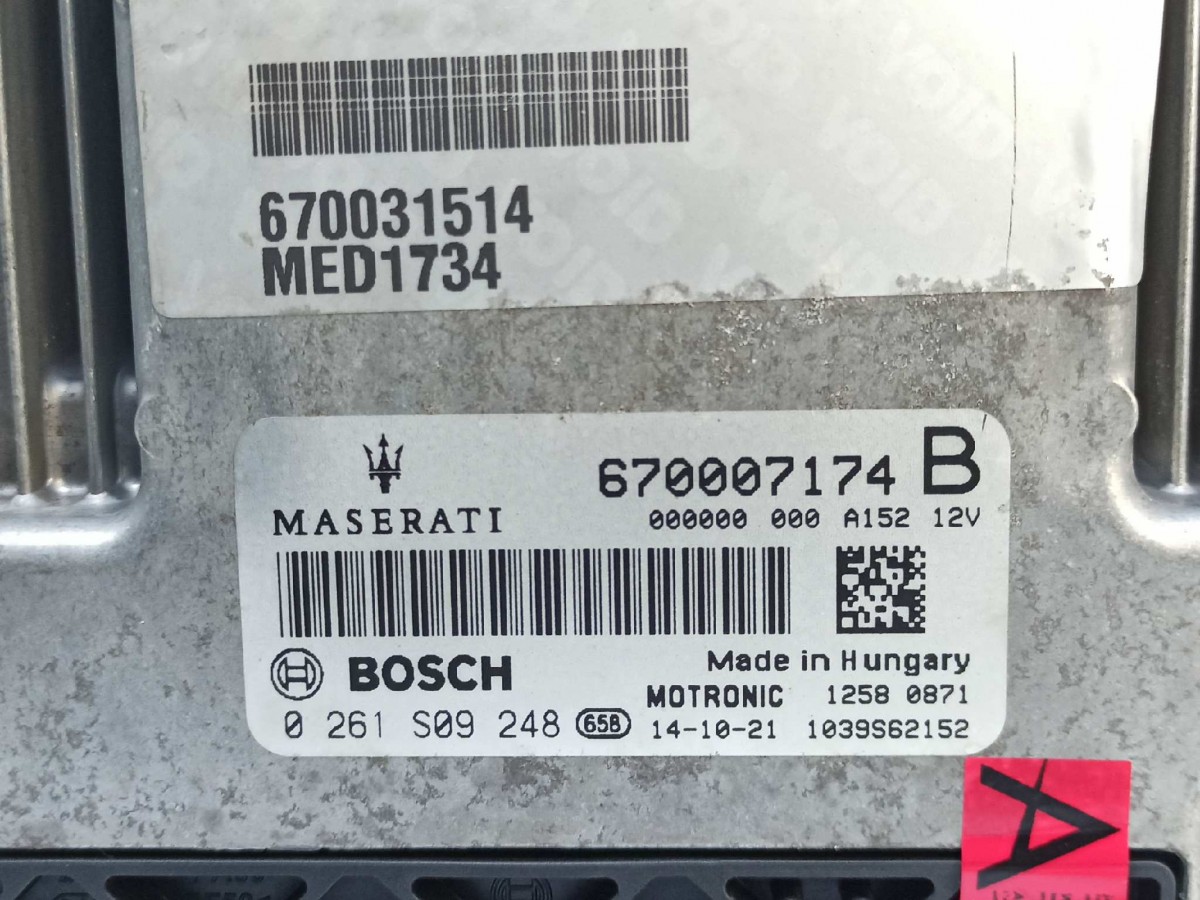 670031514
MED1734
MASERATI
670007174 B
000000 000 A152 12V
BOSCH
Made in Hungary
MOTRONIC 1258 0871
0 261 S09 248 65B 14-10-21 1039S62152
A